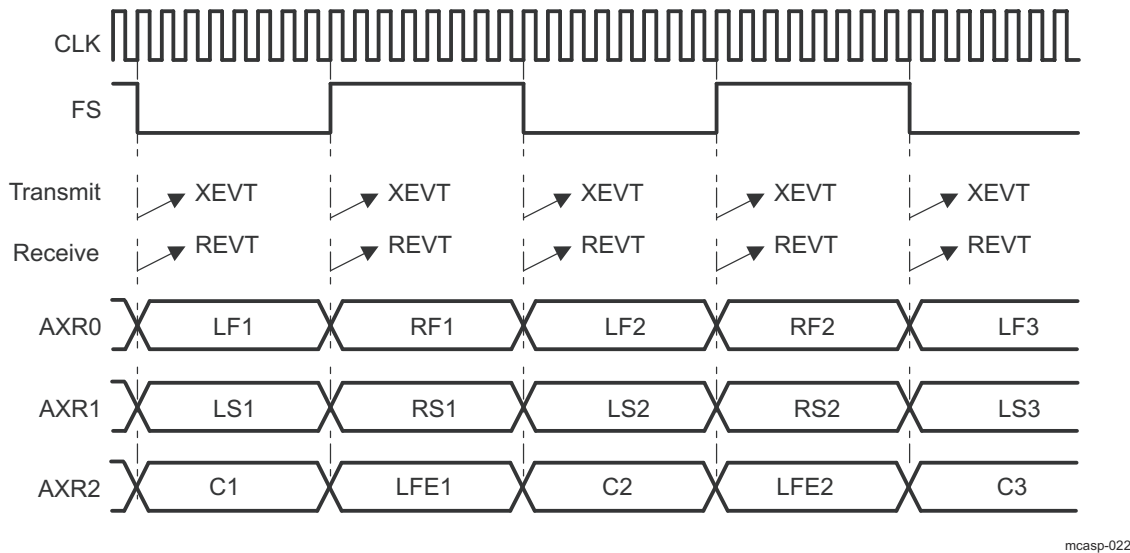 CLK
FS
Transmit XEVT XEVT XEVT XEVT XEVT
Receive REVT REVT REVT REVT REVT
AXR0 LF1 RF1 LF2 RF2 LF3
AXR1 LS1 RS1 LS2 RS2 LS3
AXR2 C1 LFE1 C2 LFE2 C3
mcasp-022